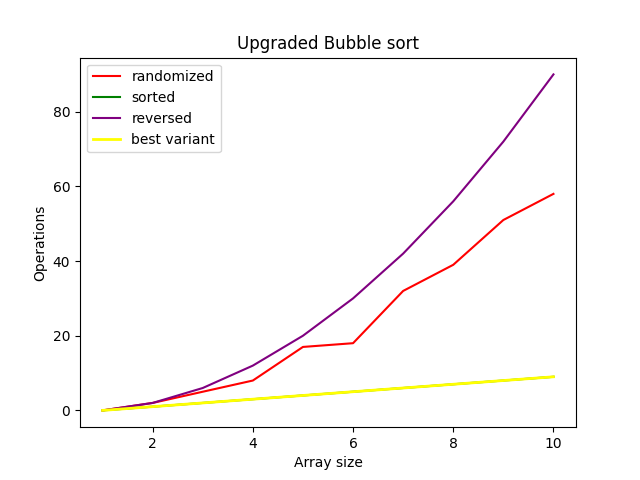 Upgraded Bubble sort
randomized
sorted
reversed
best variant
Operations
80
60
40
20
0
2 4 6 8 10
Array size